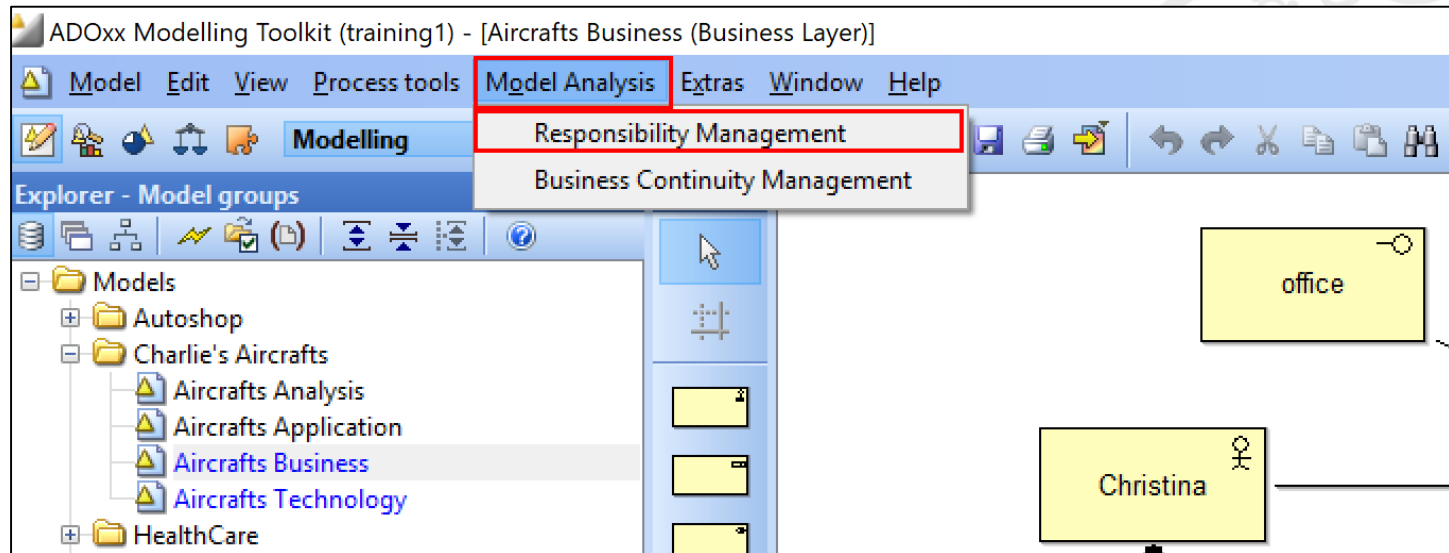 ADOxx Modelling Toolkit (training1) - [Aircrafts Business (Business Layer)]
Model Edit View Process tools Model Analysis Extras Window Help
Modelling
Responsibility Management
Business Continuity Management
Explorer - Model groups
Models
Autoshop
Charlie's Aircrafts
Aircrafts Analysis
Aircrafts Application
Aircrafts Business
Aircrafts Technology
HealthCare
office
Christina